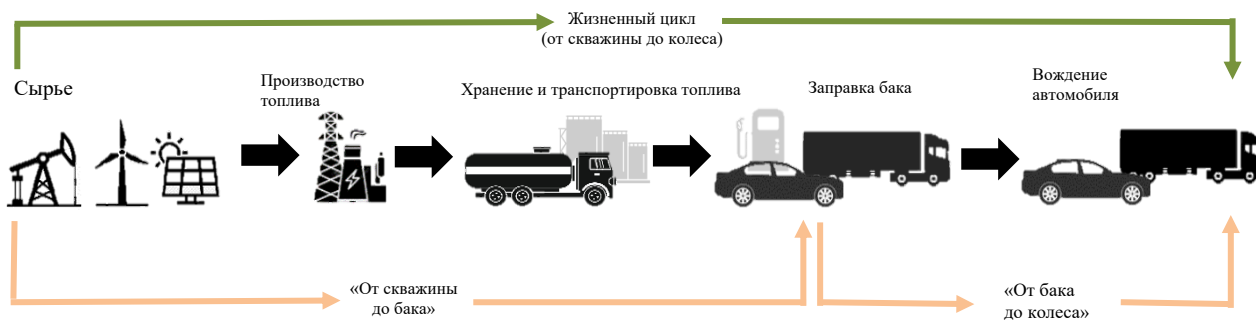 Жизненный цикл
(от скважины до колеса)
Сырье
Производство
топлива
Хранение и транспортировка топлива
Заправка бака
Вождение
автомобиля
«От скважины
до бака»
«От бака
до колеса»